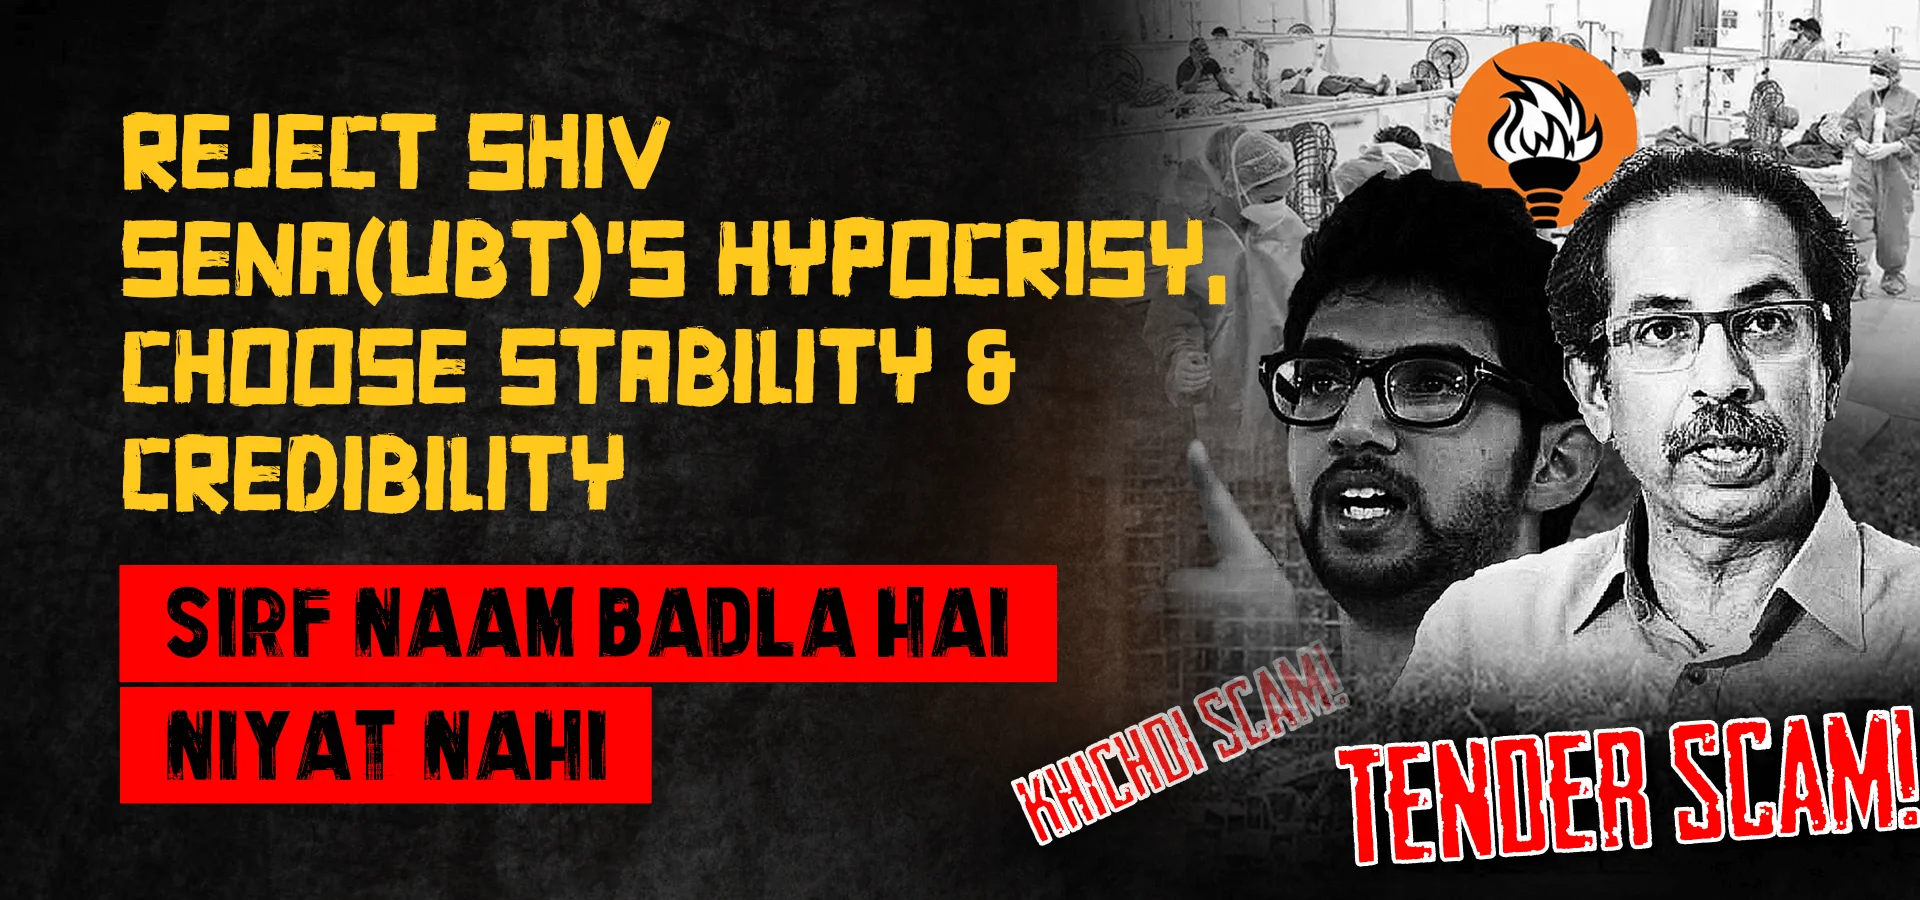 REJECT SHIV
SENA(UBT)'S HYPOCRISY,
CHOOSE STABILITY &
CREDIBILITY
SIRF NAAM BADLA HAI
NIYAT NAHI
KHICHDI SCAM!
TENDER SCAM!